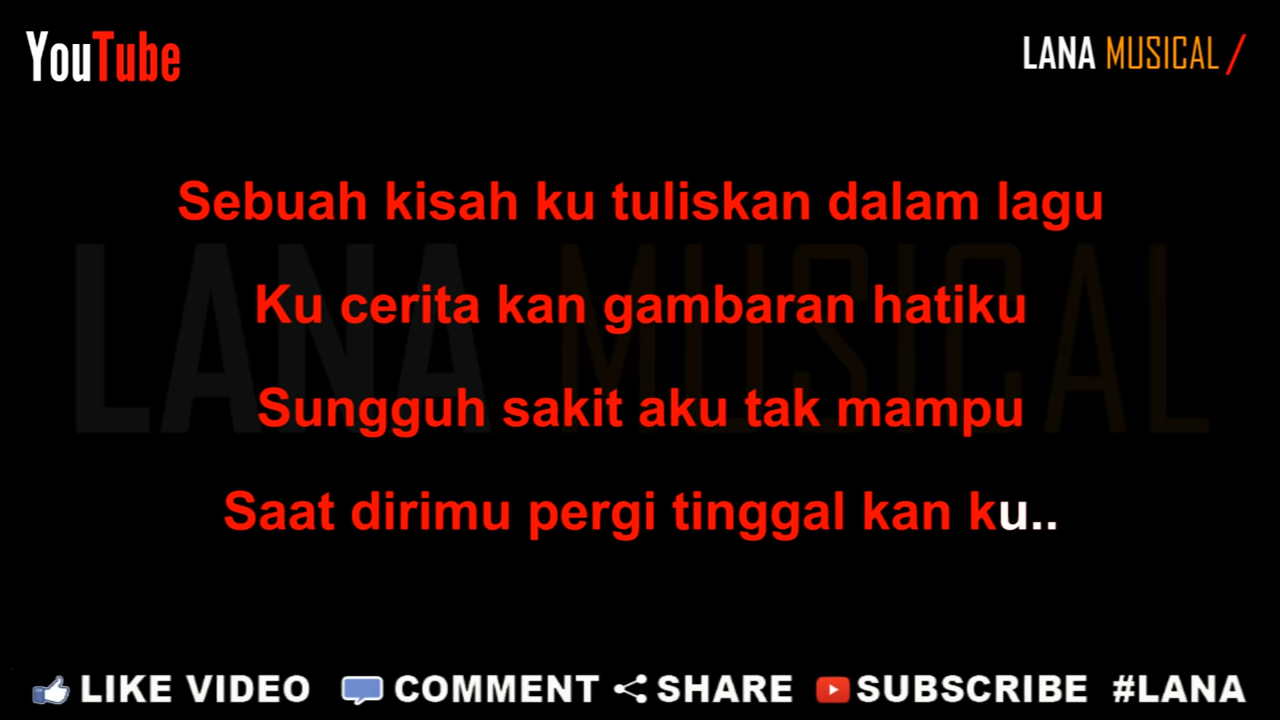 YouTube
LANA MUSICAL /
Sebuah kisah ku tuliskan dalam lagu
LANA MUSICAL
Ku cerita kan gambaran hatiku
Sungguh sakit aku tak mampu
Saat dirimu pergi tinggal kan ku..
LIKE VIDEO COMMENT SHARE SUBSCRIBE #LANA